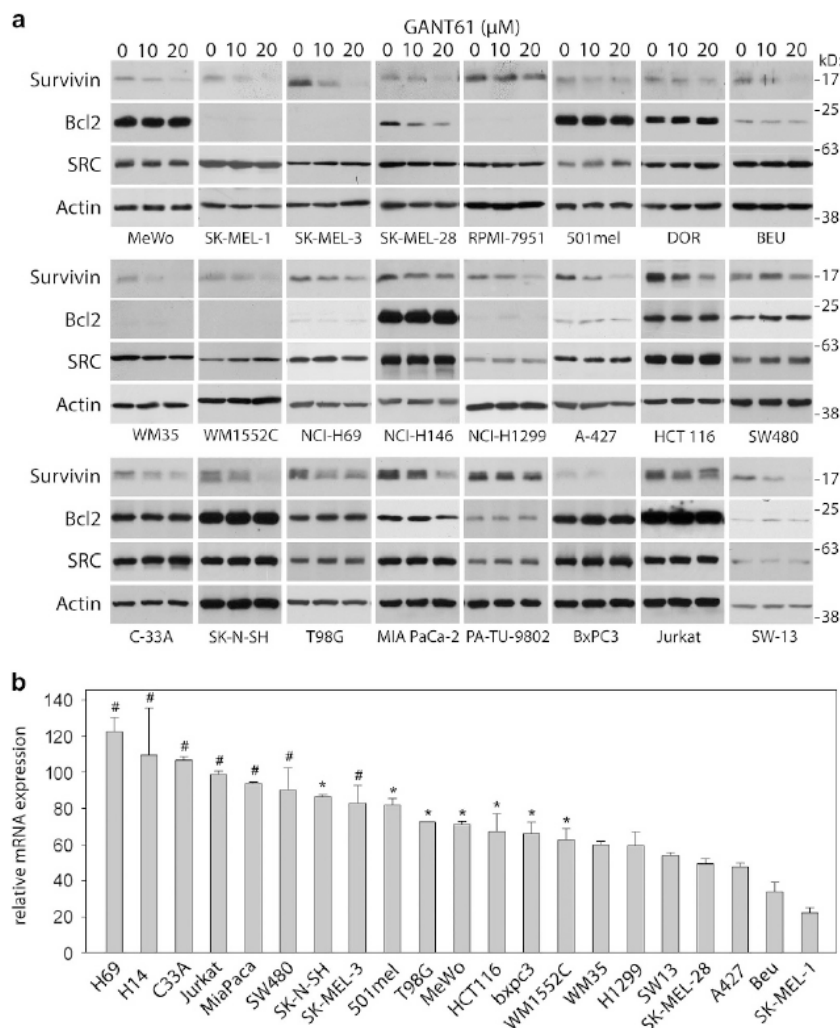 a
GANT61 (µM)
0 10 20 0 10 20 0 10 20 0 10 20 0 10 20 0 10 20 0 10 20 0 10 20
kD
Survivin -17
Bcl2 -25
-63
SRC
Actin -38
MeWo SK-MEL-1 SK-MEL-3 SK-MEL-28 RPMI-7951 501mel DOR BEU
Survivin -17
Bcl2 -25
-63
SRC
Actin -38
WM35 WM1552C NCI-H69 NCI-H146 NCI-H1299 A-427 HCT 116 SW480
Survivin -17
Bcl2 -25
-63
SRC
Actin -38
C-33A SK-N-SH T98G MIA PaCa-2 PA-TU-9802 BxPC3 Jurkat SW-13
b
relative mRNA expression
140
120
100
80
60
40
20
0
# # # # # # * # * * * * * *
H69 H14 C33A Jurkat MiaPaca SW480 SK-N-SH SK-MEL-3 501mel T98G MeWo HCT116 bxpc3 WM1552C WM35 H1299 SW13 SK-MEL-28 A427 Beu SK-MEL-1